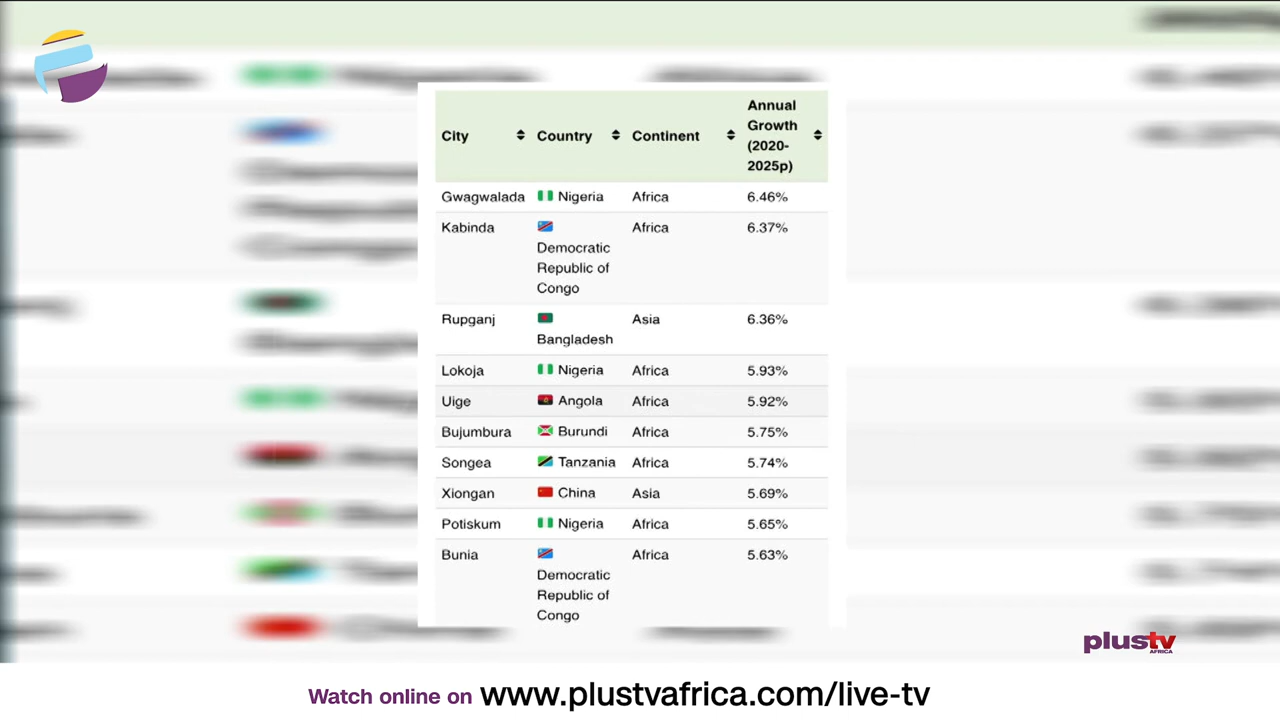 City Country Continent Annual Growth (2020-2025p)
Gwagwalada Nigeria Africa 6.46%
Kabinda Democratic Republic of Congo Africa 6.37%
Rupganj Bangladesh Asia 6.36%
Lokoja Nigeria Africa 5.93%
Uige Angola Africa 5.92%
Bujumbura Burundi Africa 5.75%
Songea Tanzania Africa 5.74%
Xiongan China Asia 5.69%
Potiskum Nigeria Africa 5.65%
Bunia Democratic Republic of Congo Africa 5.63%
plustv
AFRICA
Watch online on www.plustvafrica.com/live-tv